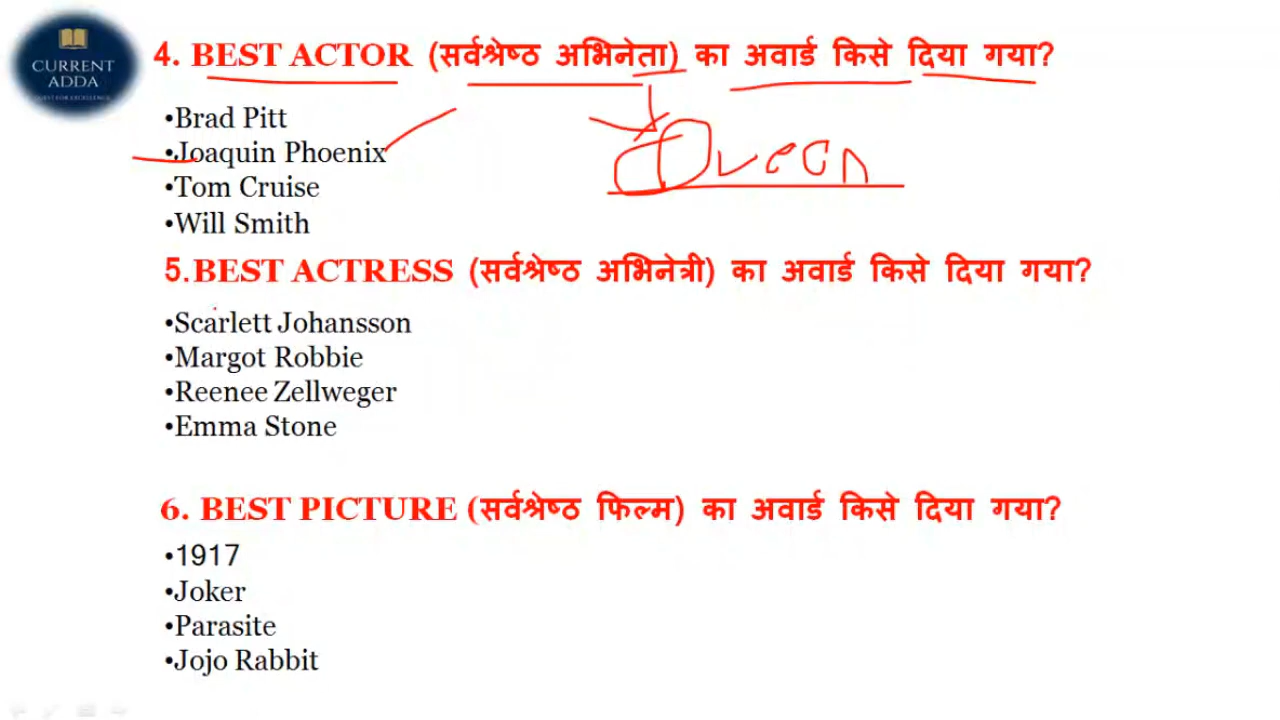 CURRENT
ADDA
4. BEST ACTOR (सर्वश्रेष्ठ अभिनेता) का अवार्ड किसे दिया गया?
•Brad Pitt
•Joaquin Phoenix
•Tom Cruise
•Will Smith
5.BEST ACTRESS (सर्वश्रेष्ठ अभिनेत्री) का अवार्ड किसे दिया गया?
•Scarlett Johansson
•Margot Robbie
•Reenee Zellweger
•Emma Stone
6. BEST PICTURE (सर्वश्रेष्ठ फिल्म) का अवार्ड किसे दिया गया?
•1917
•Joker
•Parasite
•Jojo Rabbit